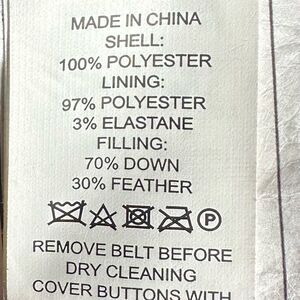 MADE IN CHINA
SHELL:
100% POLYESTER
LINING:
97% POLYESTER
3% ELASTANE
FILLING:
70% DOWN
30% FEATHER
P
REMOVE BELT BEFORE
DRY CLEANING
COVER BUTTONS WITH